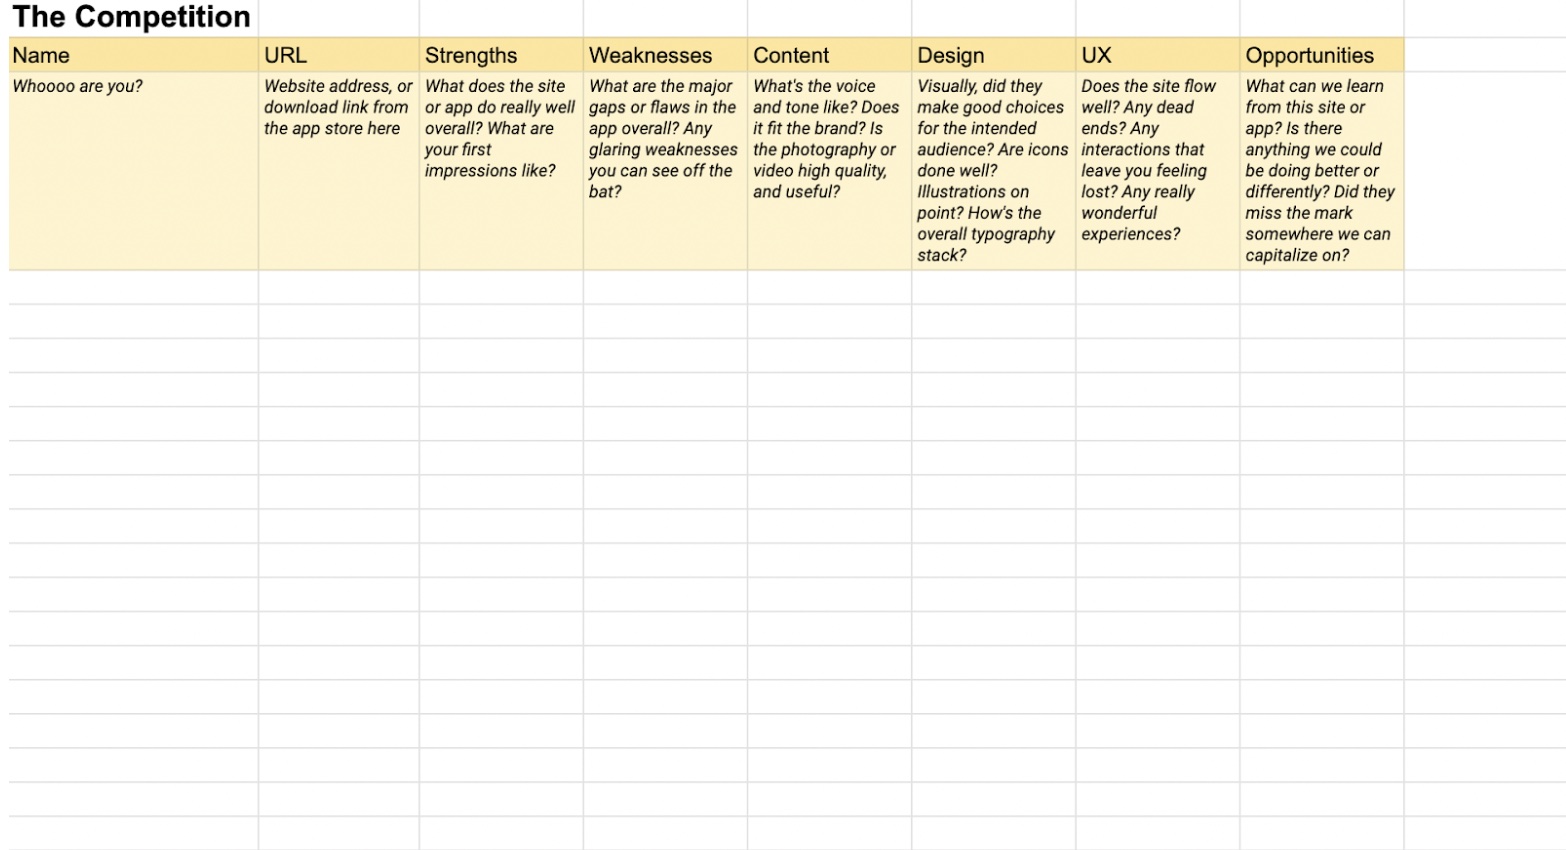 The Competition
Name URL Strengths Weaknesses Content Design UX Opportunities
Whoooo are you?
Website address, or
download link from
the app store here
What does the site
or app do really well
overall? What are
your first
impressions like?
What are the major
gaps or flaws in the
app overall? Any
glaring weaknesses
you can see off the
bat?
What's the voice
and tone like? Does
it fit the brand? Is
the photography or
video high quality,
and useful?
Visually, did they
make good choices
for the intended
audience? Are icons
done well?
Illustrations on
point? How's the
overall typography
stack?
Does the site flow
well? Any dead
ends? Any
interactions that
leave you feeling
lost? Any really
wonderful
experiences?
What can we learn
from this site or
app? Is there
anything we could
be doing better or
differently? Did they
miss the mark
somewhere we can
capitalize on?